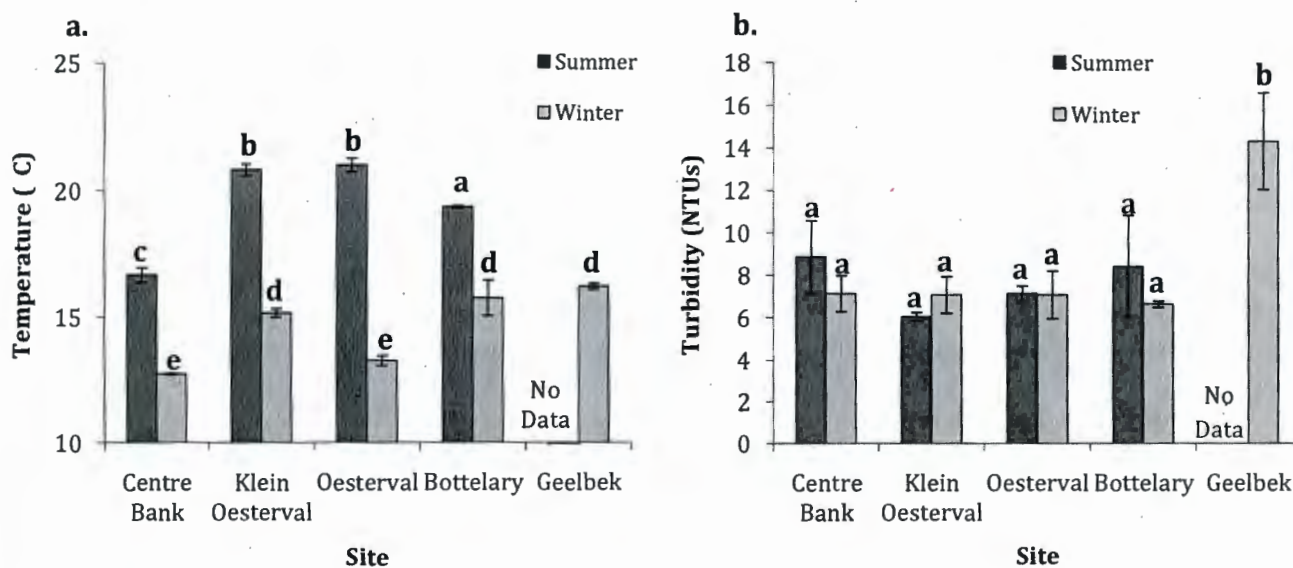 a.
Temperature ( C)
25
20
15
10
Summer
Winter
c
e
b
d
b
e
a
d
d
No
Data
Centre
Bank
Klein
Oesterval
Oesterval
Bottelary
Geelbek
Site
b.
Turbidity (NTUs)
18
16
14
12
10
8
6
4
2
0
Summer
Winter
a
a
a
a
a
a
a
a
b
No
Data
Centre
Bank
Klein
Oesterval
Oesterval
Bottelary
Geelbek
Site